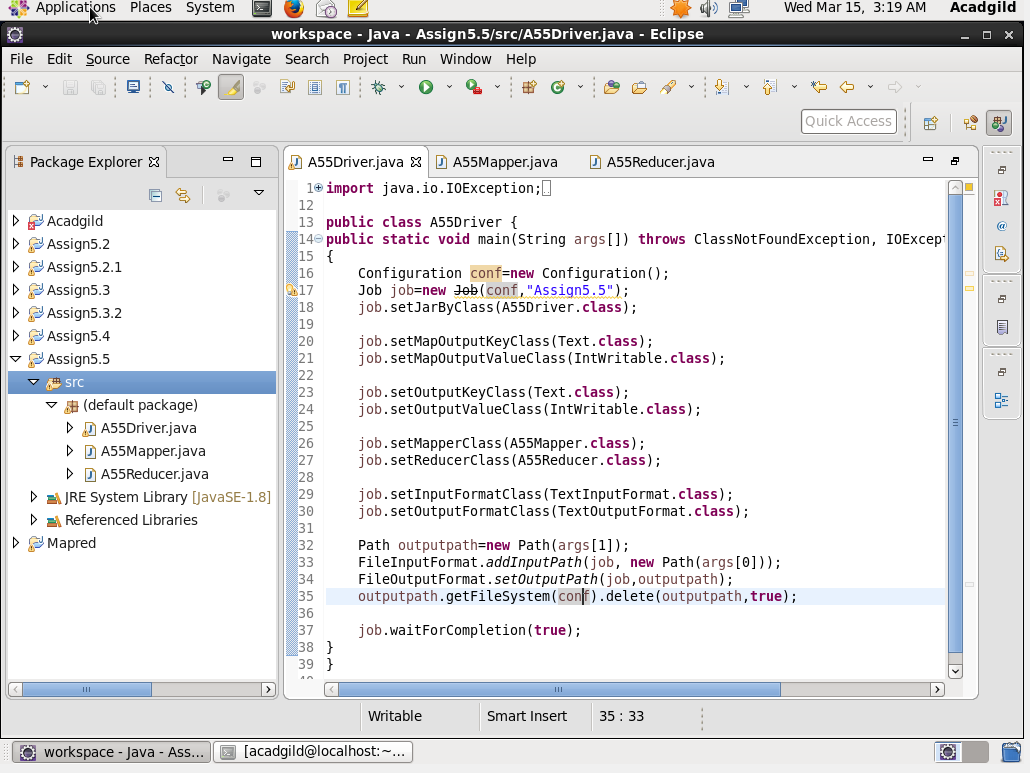 Applications Places System Wed Mar 15, 3:19 AM Acadgild
workspace - Java - Assign5.5/src/A55Driver.java - Eclipse
File Edit Source Refactor Navigate Search Project Run Window Help
Quick Access
Package Explorer
Acadgild
Assign5.2
Assign5.2.1
Assign5.3
Assign5.3.2
Assign5.4
Assign5.5
src
(default package)
A55Driver.java
A55Mapper.java
A55Reducer.java
JRE System Library [JavaSE-1.8]
Referenced Libraries
Mapred
A55Driver.java A55Mapper.java A55Reducer.java
1 import java.io.IOException;
12
13 public class A55Driver {
14 public static void main(String args[]) throws ClassNotFoundException, IOExcept
15 {
16     Configuration conf=new Configuration();
17     Job job=new Job(conf,"Assign5.5");
18     job.setJarByClass(A55Driver.class);
19
20     job.setMapOutputKeyClass(Text.class);
21     job.setMapOutputValueClass(IntWritable.class);
22
23     job.setOutputKeyClass(Text.class);
24     job.setOutputValueClass(IntWritable.class);
25
26     job.setMapperClass(A55Mapper.class);
27     job.setReducerClass(A55Reducer.class);
28
29     job.setInputFormatClass(TextInputFormat.class);
30     job.setOutputFormatClass(TextOutputFormat.class);
31
32     Path outputpath=new Path(args[1]);
33     FileInputFormat.addInputPath(job, new Path(args[0]));
34     FileOutputFormat.setOutputPath(job,outputpath);
35     outputpath.getFileSystem(conf).delete(outputpath,true);
36
37     job.waitForCompletion(true);
38 }
39 }
Writable Smart Insert 35 : 33
workspace - Java - Ass... [acadgild@localhost:~...